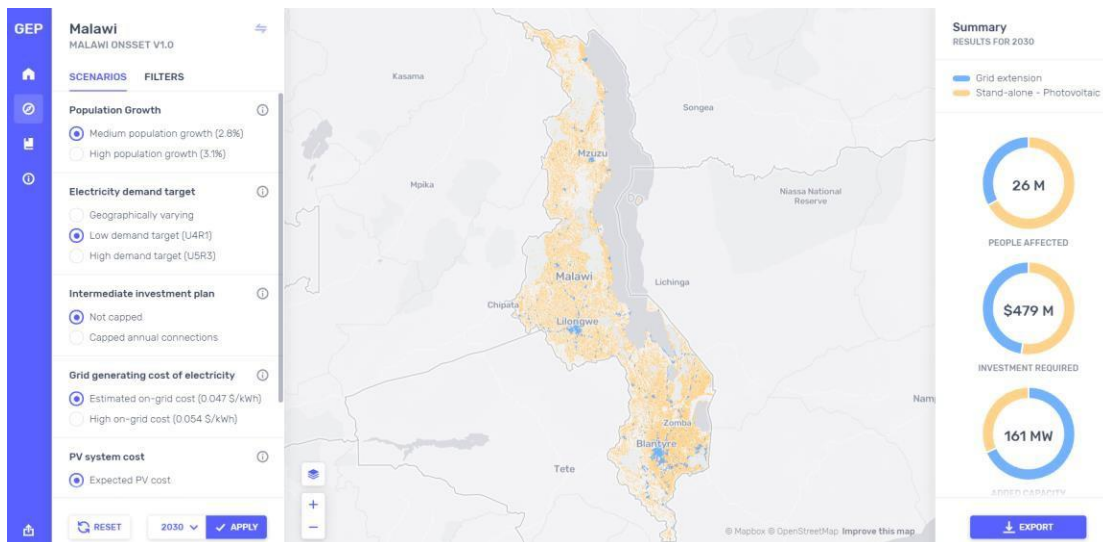 GEP
Malawi
MALAWI ONSSET V1.0
SCENARIOS FILTERS
Population Growth
Medium population growth (2.8%)
High population growth (3.1%)
Electricity demand target
Geographically varying
Low demand target (U4R1)
High demand target (U5R3)
Intermediate investment plan
Not capped
Capped annual connections
Grid generating cost of electricity
Estimated on-grid cost (0.047 $/kWh)
High on-grid cost (0.054 $/kWh)
PV system cost
Expected PV cost
RESET 2030 APPLY
Kasama
Songea
Mzuzu
Mpika
Niassa National
Reserve
Malawi
Lichinga
Chipata
Lilongwe
Nam
Zomba
Blantyre
Tete
+
−
© Mapbox © OpenStreetMap Improve this map
Summary
RESULTS FOR 2030
Grid extension
Stand-alone - Photovoltaic
26 M
PEOPLE AFFECTED
$479 M
INVESTMENT REQUIRED
161 MW
ADDED CAPACITY
EXPORT